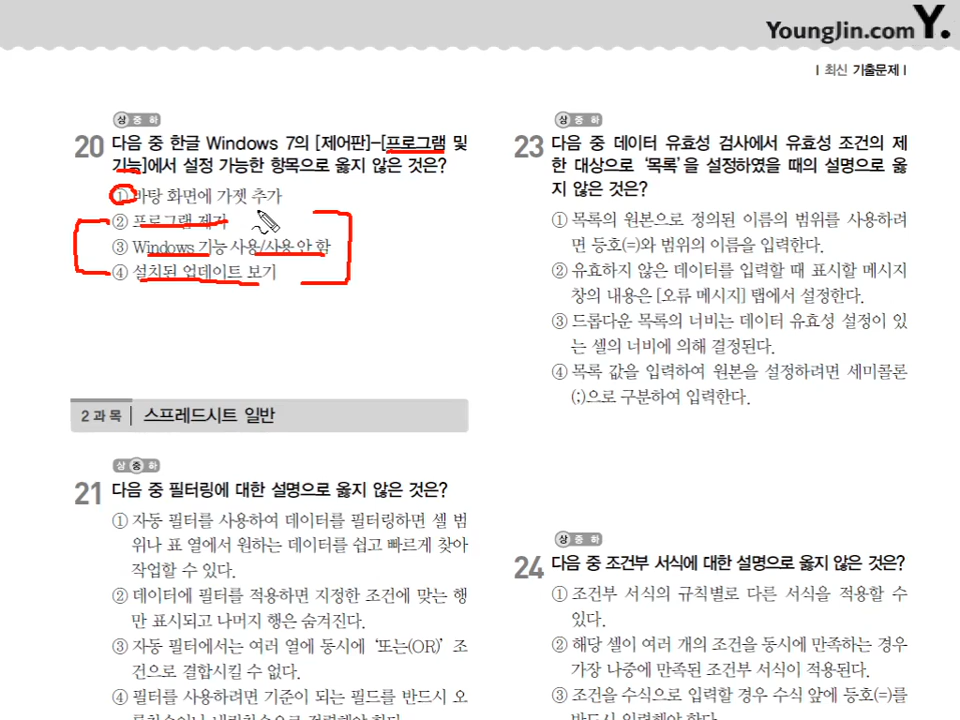 YoungJin.com Y.
| 최신 기출문제 |
상 중 하
20 다음 중 한글 Windows 7의 [제어판]-[프로그램 및
기능]에서 설정 가능한 항목으로 옳지 않은 것은?
① 바탕 화면에 가젯 추가
② 프로그램 제거
③ Windows 기능 사용/사용 안 함
④ 설치된 업데이트 보기
2과목 | 스프레드시트 일반
상 중 하
21 다음 중 필터링에 대한 설명으로 옳지 않은 것은?
① 자동 필터를 사용하여 데이터를 필터링하면 셀 범
위나 표 열에서 원하는 데이터를 쉽고 빠르게 찾아
작업할 수 있다.
② 데이터에 필터를 적용하면 지정한 조건에 맞는 행
만 표시되고 나머지 행은 숨겨진다.
③ 자동 필터에서는 여러 열에 동시에 ‘또는(OR)’ 조
건으로 결합시킬 수 없다.
④ 필터를 사용하려면 기준이 되는 필드를 반드시 오
상 중 하
23 다음 중 데이터 유효성 검사에서 유효성 조건의 제
한 대상으로 ‘목록’을 설정하였을 때의 설명으로 옳
지 않은 것은?
① 목록의 원본으로 정의된 이름의 범위를 사용하려
면 등호(=)와 범위의 이름을 입력한다.
② 유효하지 않은 데이터를 입력할 때 표시할 메시지
창의 내용은 [오류 메시지] 탭에서 설정한다.
③ 드롭다운 목록의 너비는 데이터 유효성 설정이 있
는 셀의 너비에 의해 결정된다.
④ 목록 값을 입력하여 원본을 설정하려면 세미콜론
(;)으로 구분하여 입력한다.
상 중 하
24 다음 중 조건부 서식에 대한 설명으로 옳지 않은 것은?
① 조건부 서식의 규칙별로 다른 서식을 적용할 수
있다.
② 해당 셀이 여러 개의 조건을 동시에 만족하는 경우
가장 나중에 만족된 조건부 서식이 적용된다.
③ 조건을 수식으로 입력할 경우 수식 앞에 등호(=)를
반드시 입력해야 한다.